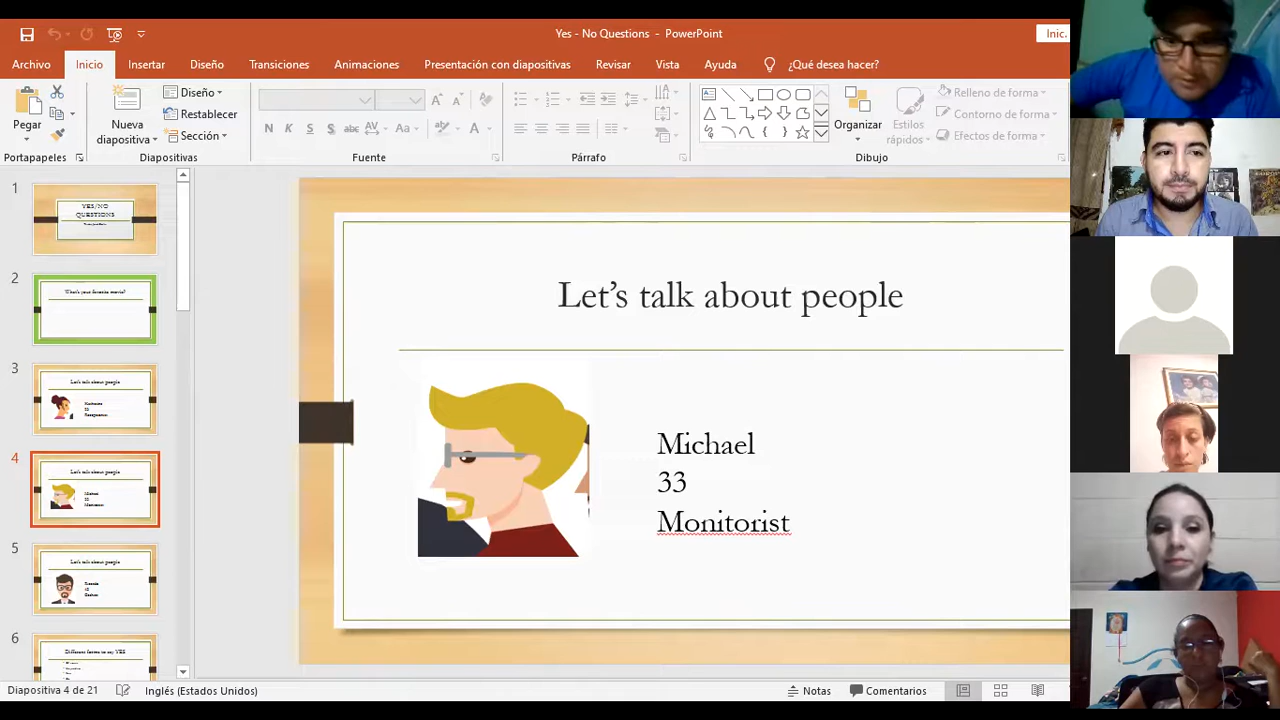 Yes - No Questions - PowerPoint
Inic.
Archivo
Inicio
Insertar
Diseño
Transiciones
Animaciones
Presentación con diapositivas
Revisar
Vista
Ayuda
¿Qué desea hacer?
Pegar
Nueva
diapositiva
Diseño
Restablecer
Sección
N K S S abc AV Aa A
Organizar
Estilos
rápidos
Relleno de forma
Contorno de forma
Efectos de forma
Portapapeles
Diapositivas
Fuente
Párrafo
Dibujo
1
YES/NO
QUESTIONS
2
What's your favorite movie?
3
Let's talk about people
4
Let's talk about people
Michael
33
Monitorist
5
Let's talk about people
6
Different forms to say YES
Let's talk about people
Michael
33
Monitorist
Diapositiva 4 de 21
Inglés (Estados Unidos)
Notas
Comentarios